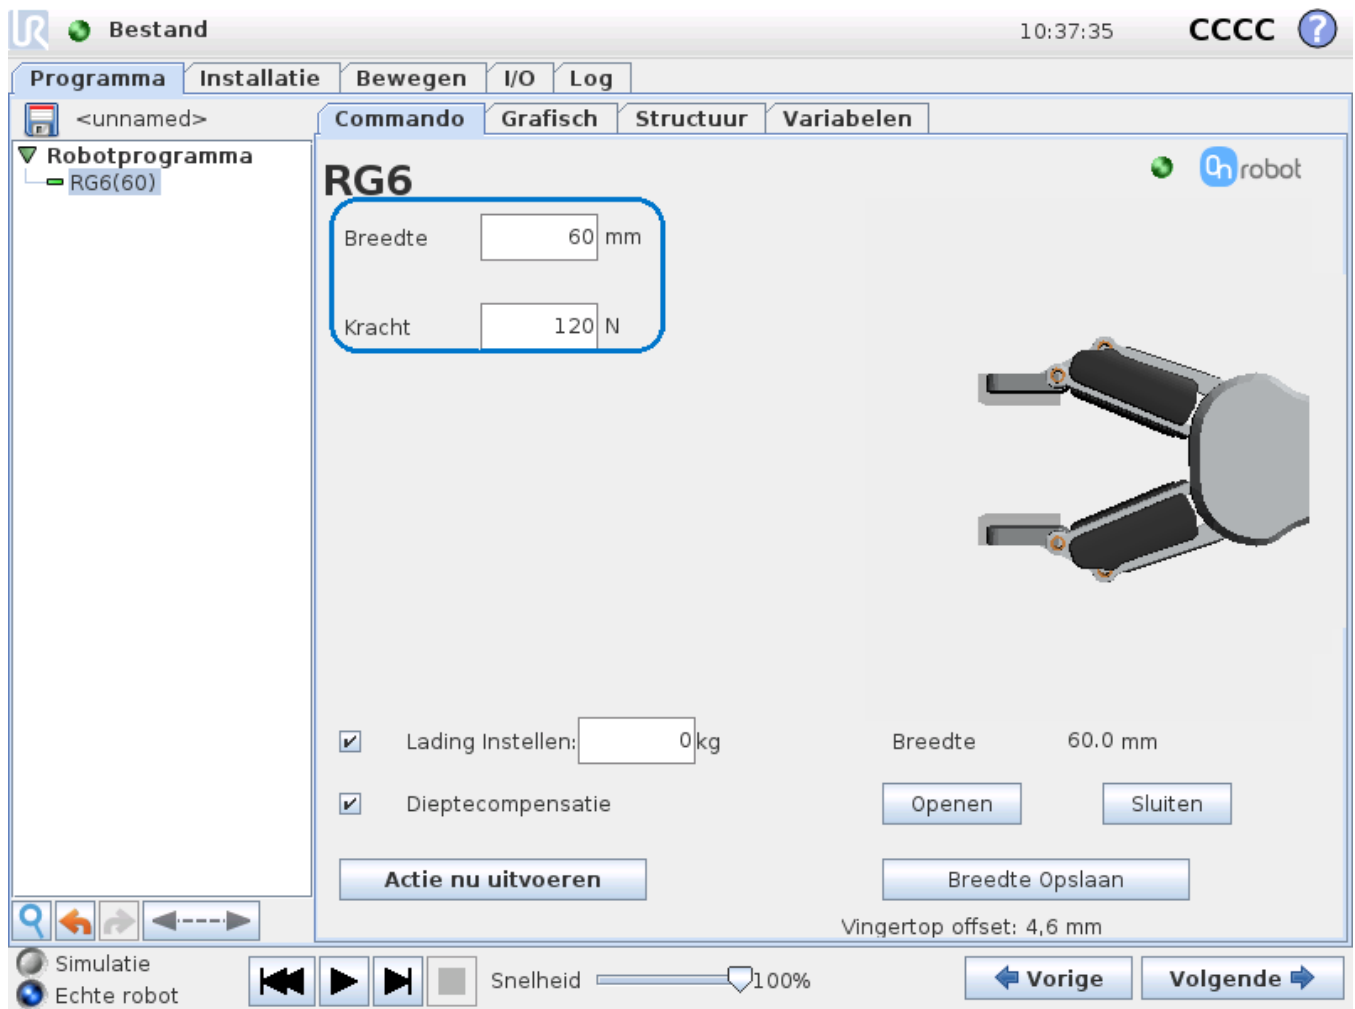 UR Bestand 10:37:35 CCCC ?
Programma Installatie Bewegen I/O Log
<unnamed> Commando Grafisch Structuur Variabelen
Robotprogramma
RG6(60)
RG6
On robot
Breedte 60 mm
Kracht 120 N
Lading Instellen: 0 kg Breedte 60.0 mm
Dieptecompensatie Openen Sluiten
Actie nu uitvoeren Breedte Opslaan
Vingertop offset: 4,6 mm
Simulatie
Echte robot
Snelheid 100% Vorige Volgende